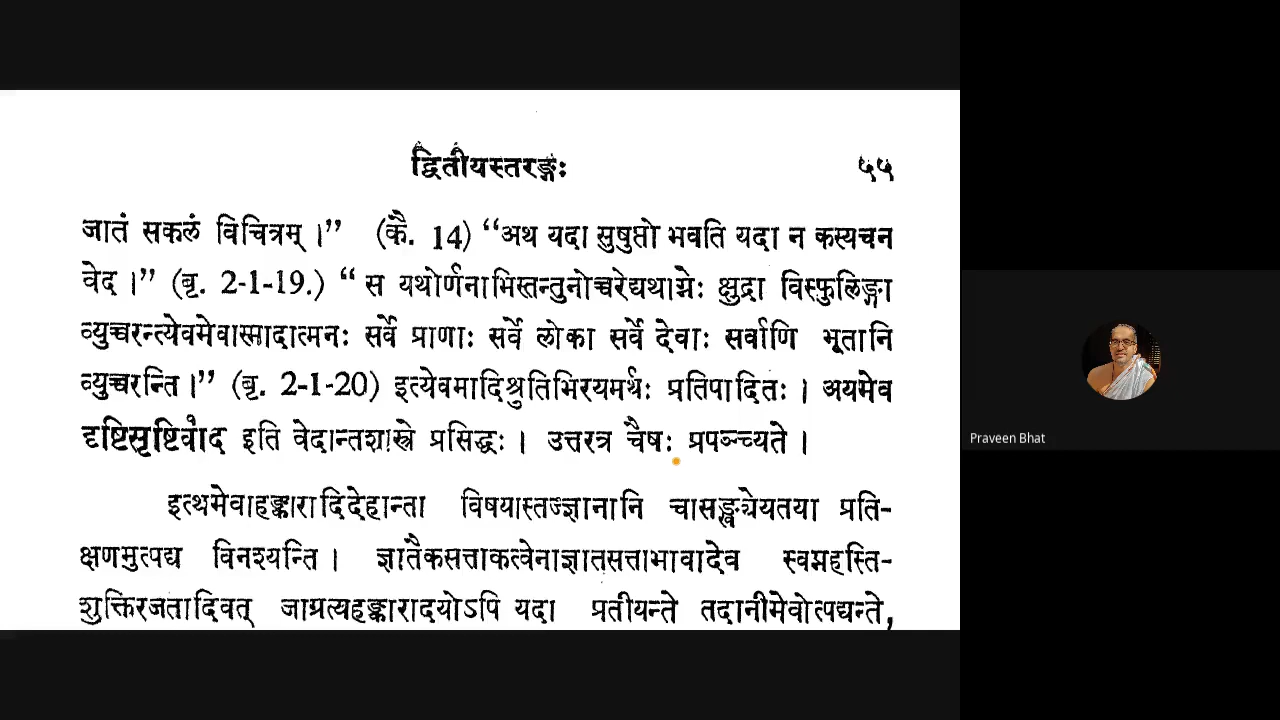 द्वितीयस्तरङ्गः ५५
जातं सकलं विचित्रम् ।” (कै. 14) “अथ यदा सुषुप्तो भवति यदा न कस्यचन
वेद ।” (बृ. 2-1-19.) “ स यथोर्णनाभिस्तन्तुनोच्चरेद्यथाग्नेः क्षुद्रा विस्फुलिङ्गा
व्युच्चरन्त्येवमेवास्मादात्मनः सर्वे प्राणाः सर्वे लोका सर्वे देवाः सर्वाणि भूतानि
व्युच्चरन्ति ।” (बृ. 2-1-20) इत्येवमादिश्रुतिभिरयमर्थः प्रतिपादितः । अयमेव
दृष्टिसृष्टिवाद इति वेदान्तशास्त्रे प्रसिद्धः । उत्तरत्र चैषः प्रपञ्च्यते ।
इत्थमेवाहङ्कारादिदेहान्ता विषयास्तज्ज्ञानानि चासङ्ख्येयतया प्रति-
क्षणमुत्पद्य विनश्यन्ति । ज्ञातैकसत्ताकत्वेनाज्ञातसत्ताभावादेव स्वप्नहस्ति-
शुक्तिरजतादिवत् जाग्रत्यहङ्कारादयोऽपि यदा प्रतीयन्ते तदानीमेवोत्पद्यन्ते,
Praveen Bhat